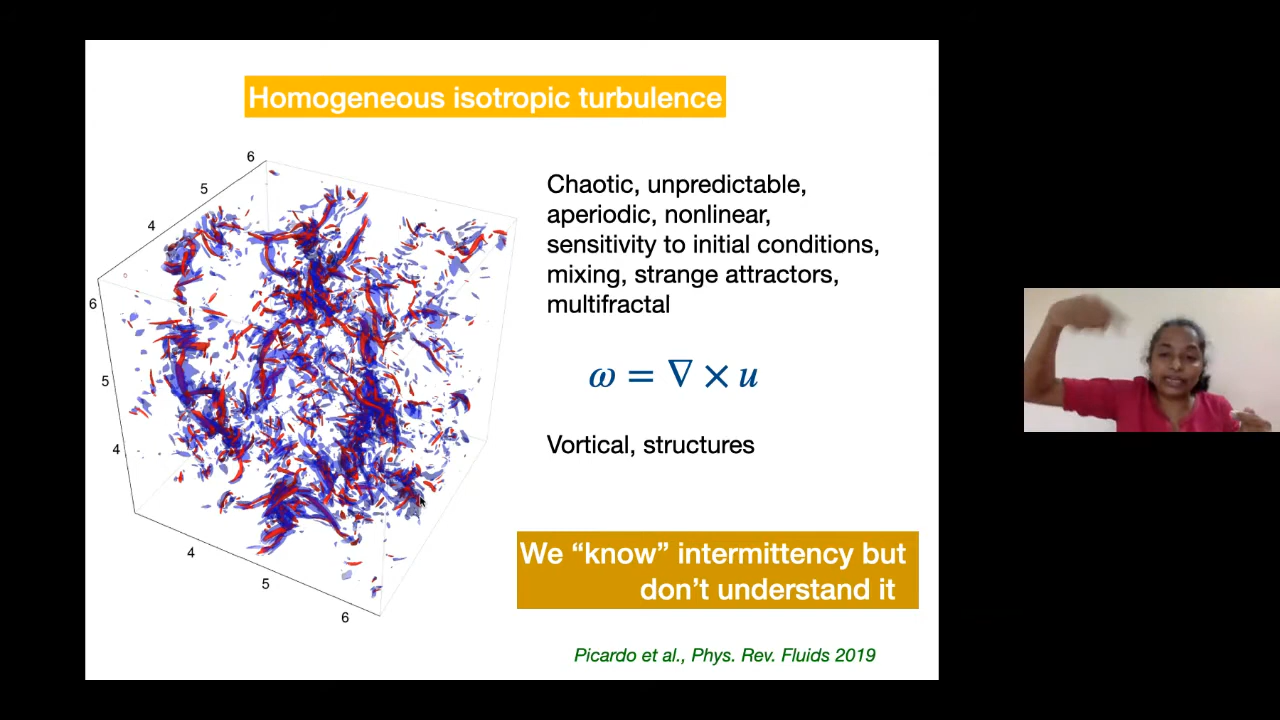 Homogeneous isotropic turbulence
6
5
4
6
5
4
4
5
6
Chaotic, unpredictable,
aperiodic, nonlinear,
sensitivity to initial conditions,
mixing, strange attractors,
multifractal
ω = ∇ × u
Vortical, structures
We “know” intermittency but
don’t understand it
Picardo et al., Phys. Rev. Fluids 2019